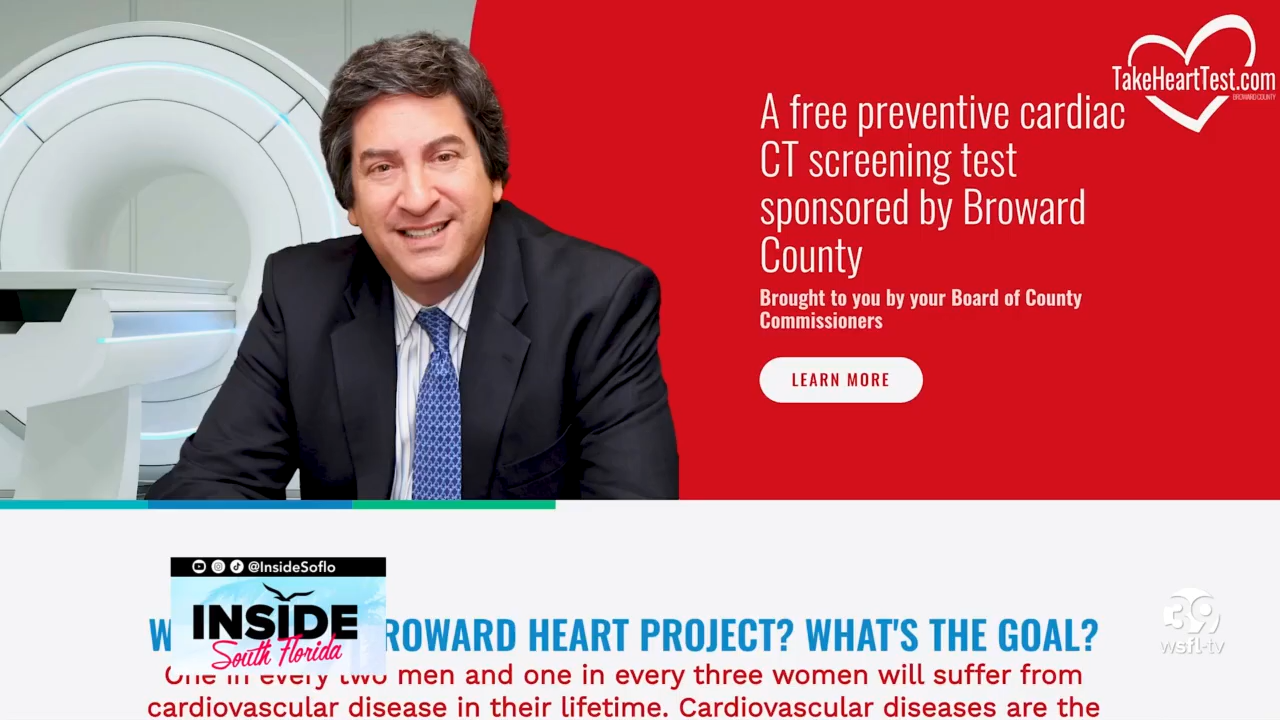 TakeHeartTest.com
BROWARD COUNTY
A free preventive cardiac
CT screening test
sponsored by Broward
County
Brought to you by your Board of County
Commissioners
LEARN MORE
@InsideSoflo
INSIDE
South Florida
ROWARD HEART PROJECT? WHAT'S THE GOAL?
One in every two men and one in every three women will suffer from
cardiovascular disease in their lifetime. Cardiovascular diseases are the
39
wsfl-tv